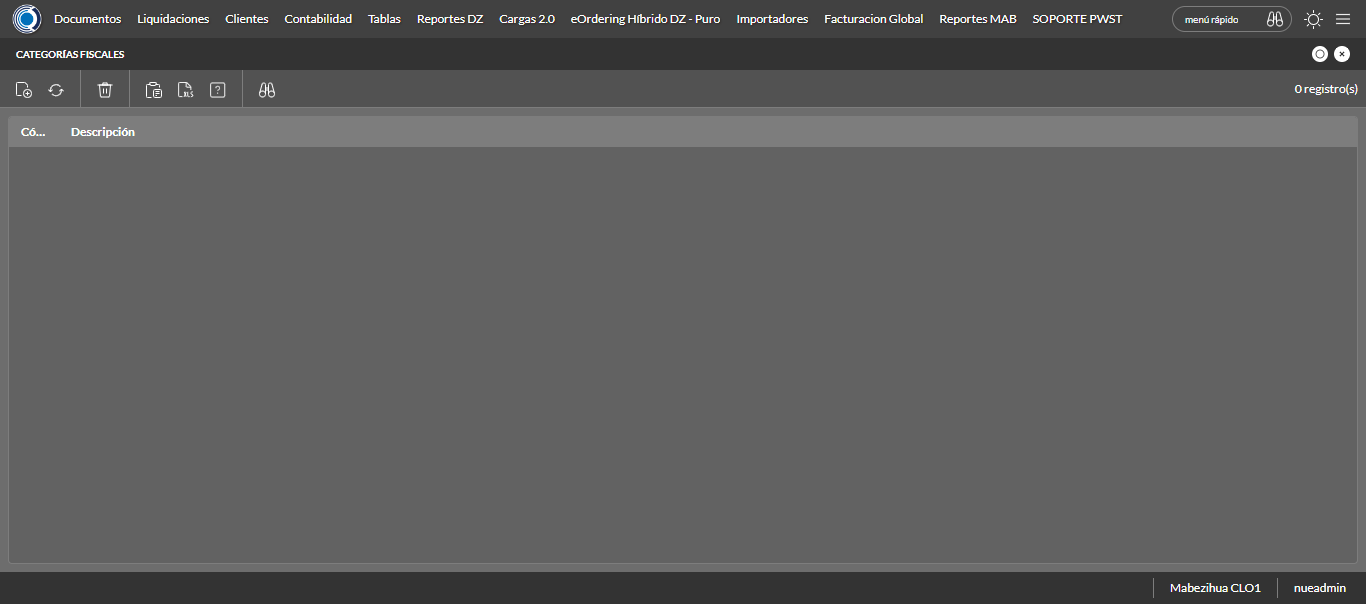 Documentos Liquidaciones Clientes Contabilidad Tablas Reportes DZ Cargas 2.0 eOrdering Híbrido DZ - Puro Importadores Facturacion Global Reportes MAB SOPORTE PWST menú rápido
CATEGORÍAS FISCALES
XLS ? 0 registro(s)
Có... Descripción
Mabezihua CLO1 nueadmin